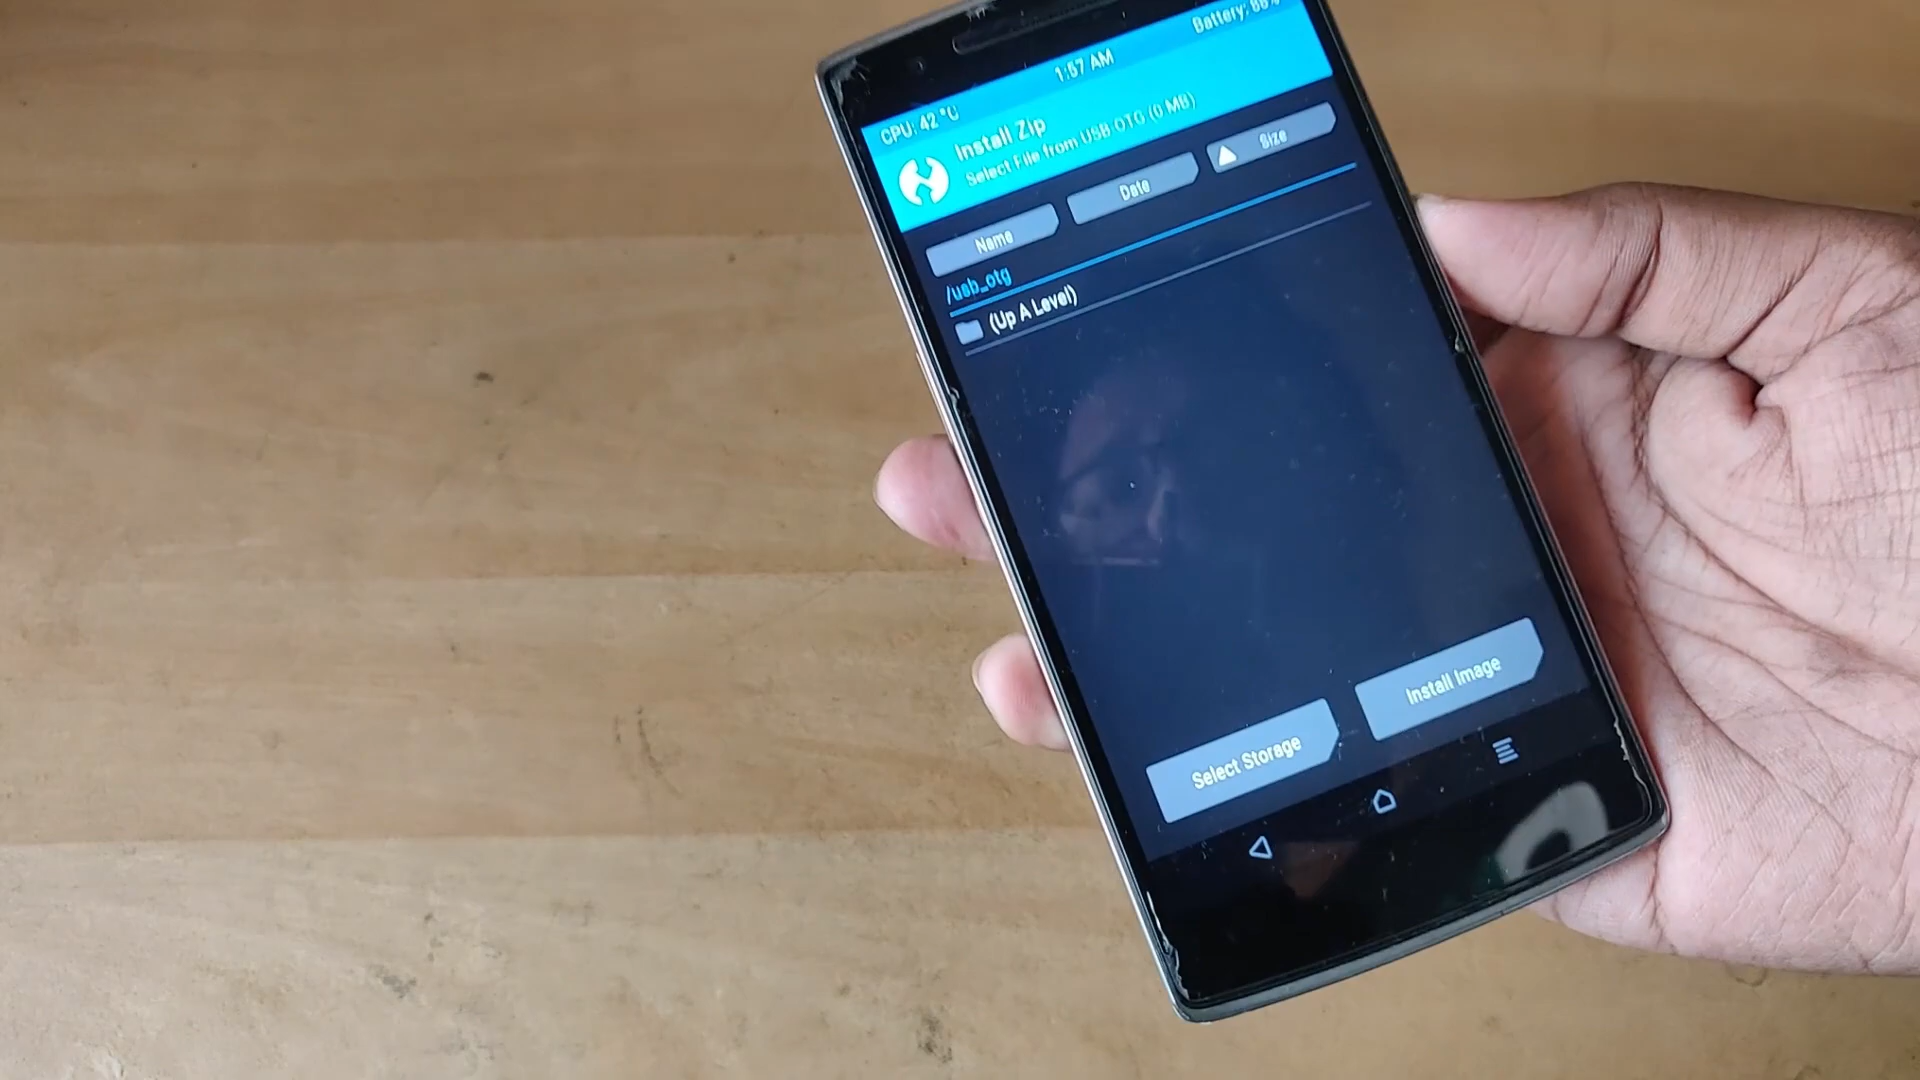 CPU: 42 °C
1:57 AM
Battery: 86%
Install Zip
Select File from USB OTG (0 MB)
Name
Date
Size
/usb_otg
(Up A Level)
Select Storage
Install Image